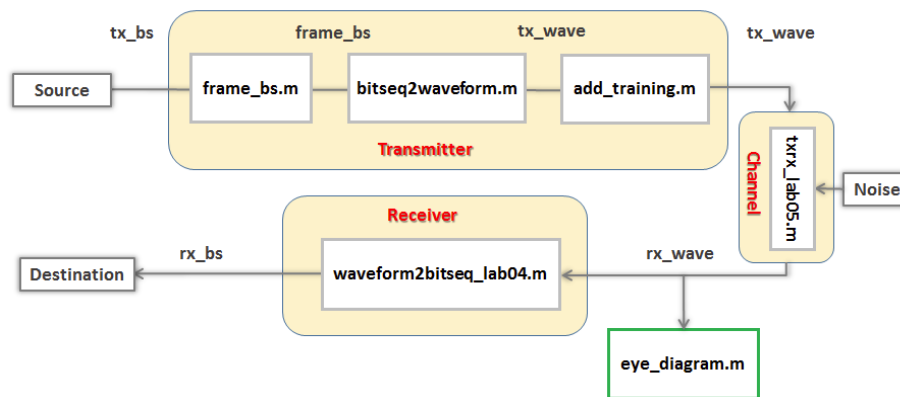 tx_bs
frame_bs
tx_wave
tx_wave
Source
frame_bs.m
bitseq2waveform.m
add_training.m
Transmitter
Channel
txrx_lab05.m
Noise
Receiver
rx_bs
rx_wave
Destination
waveform2bitseq_lab04.m
eye_diagram.m